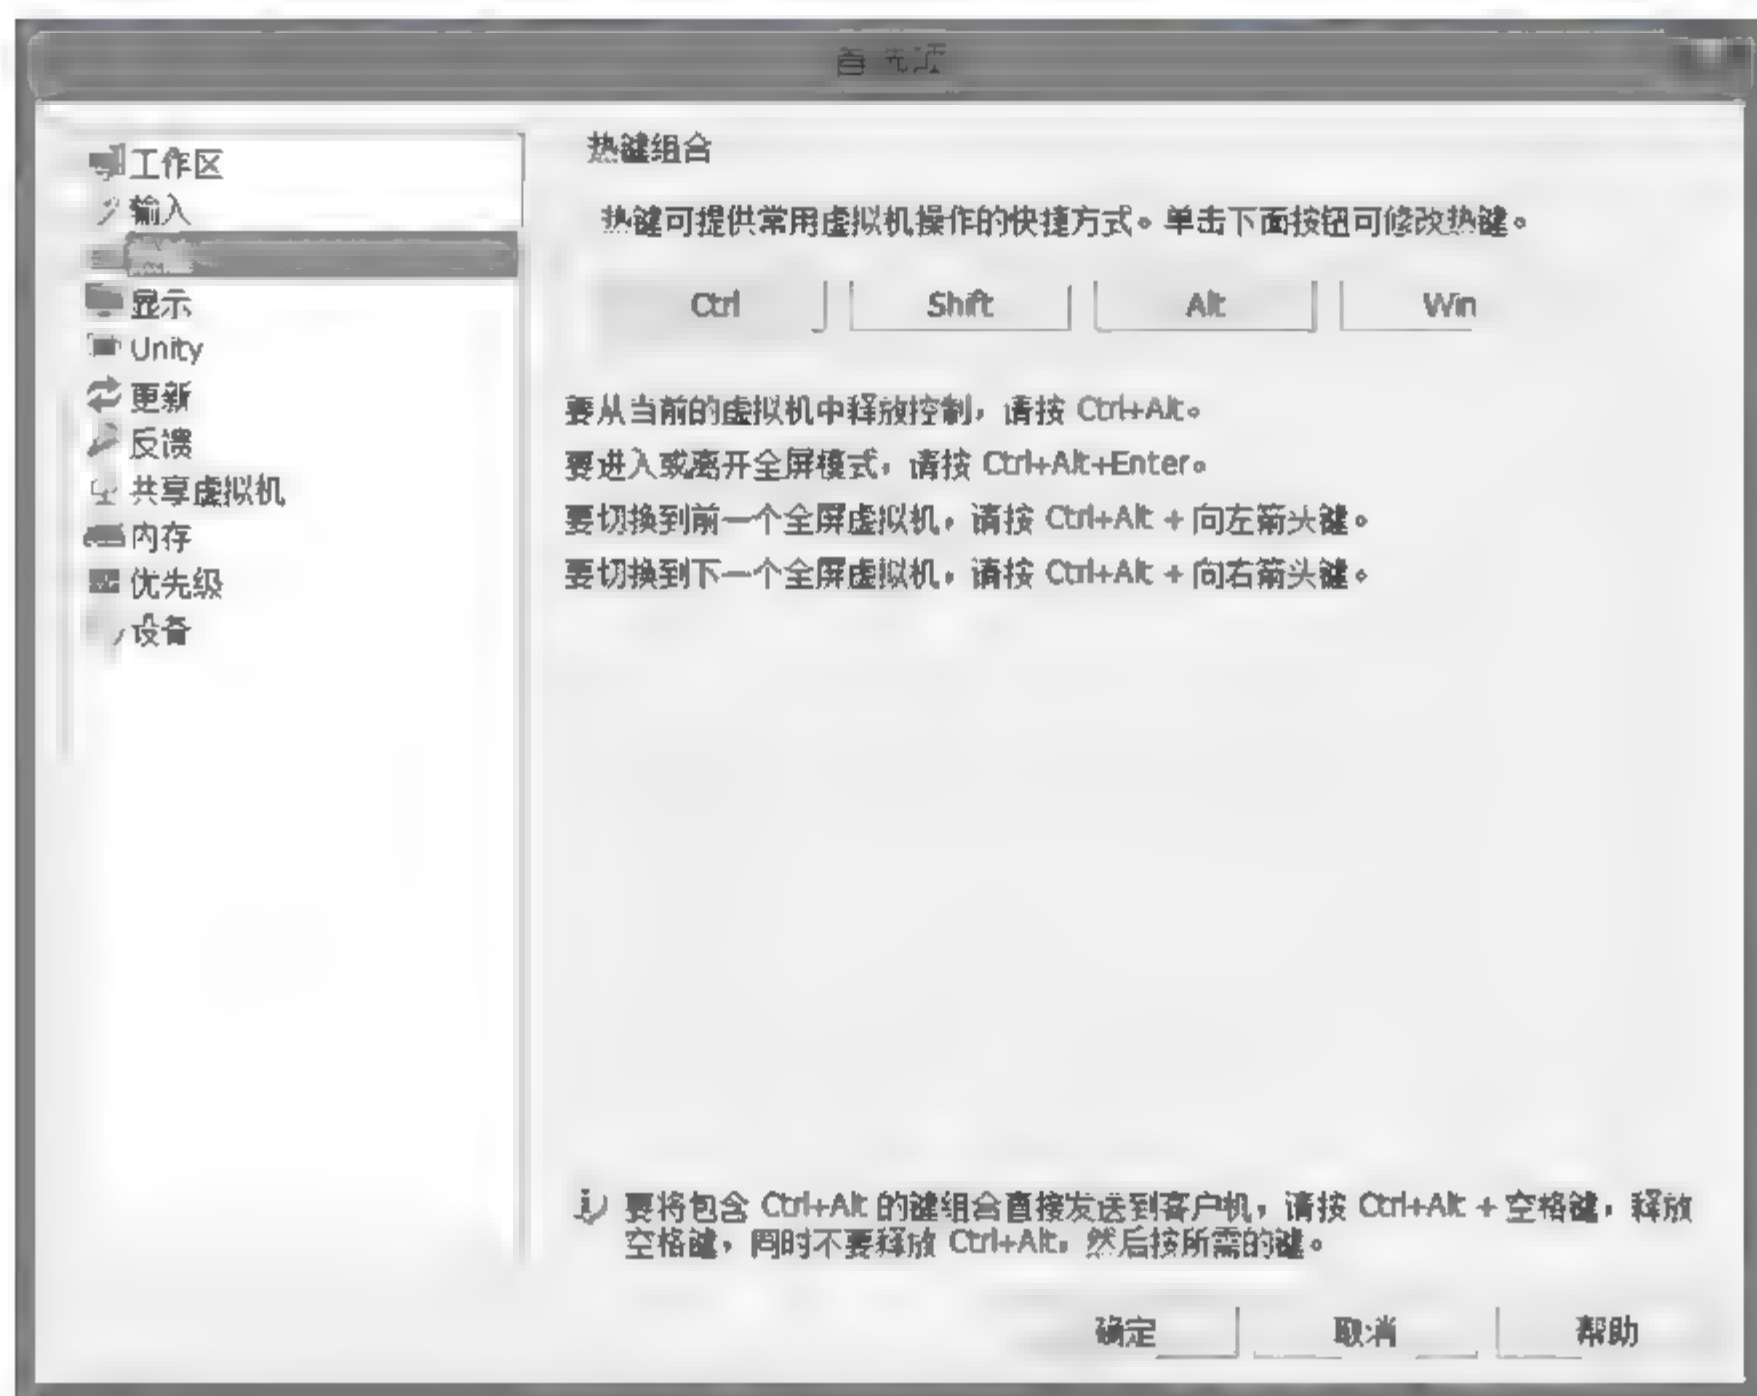 首选项
工作区
输入
显示
Unity
更新
反馈
共享虚拟机
内存
优先级
设备
热键组合
热键可提供常用虚拟机操作的快捷方式。单击下面按钮可修改热键。
Ctrl Shift Alt Win
要从当前的虚拟机中释放控制，请按 Ctrl+Alt。
要进入或离开全屏模式，请按 Ctrl+Alt+Enter。
要切换到前一个全屏虚拟机，请按 Ctrl+Alt + 向左箭头键。
要切换到下一个全屏虚拟机，请按 Ctrl+Alt + 向右箭头键。
要将包含 Ctrl+Alt 的键组合直接发送到客户机，请按 Ctrl+Alt + 空格键，释放
空格键，同时不要释放 Ctrl+Alt，然后按所需的键。
确定 取消 帮助